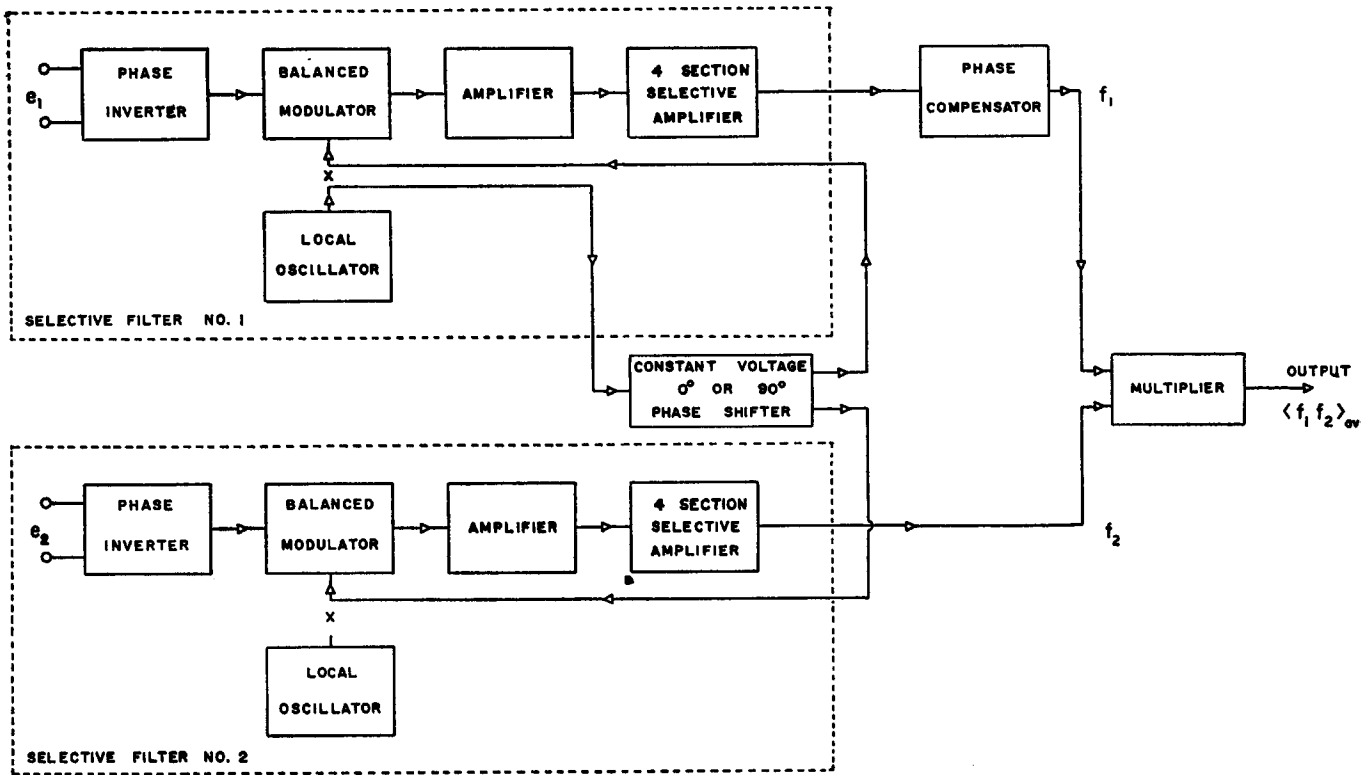 PHASE
INVERTER
BALANCED
MODULATOR
AMPLIFIER
4 SECTION
SELECTIVE
AMPLIFIER
PHASE
COMPENSATOR
e1
f1
x
LOCAL
OSCILLATOR
SELECTIVE FILTER NO. 1
CONSTANT VOLTAGE
0° OR 90°
PHASE SHIFTER
MULTIPLIER
OUTPUT
⟨f1 f2⟩av
PHASE
INVERTER
BALANCED
MODULATOR
AMPLIFIER
4 SECTION
SELECTIVE
AMPLIFIER
e2
f2
x
LOCAL
OSCILLATOR
SELECTIVE FILTER NO. 2